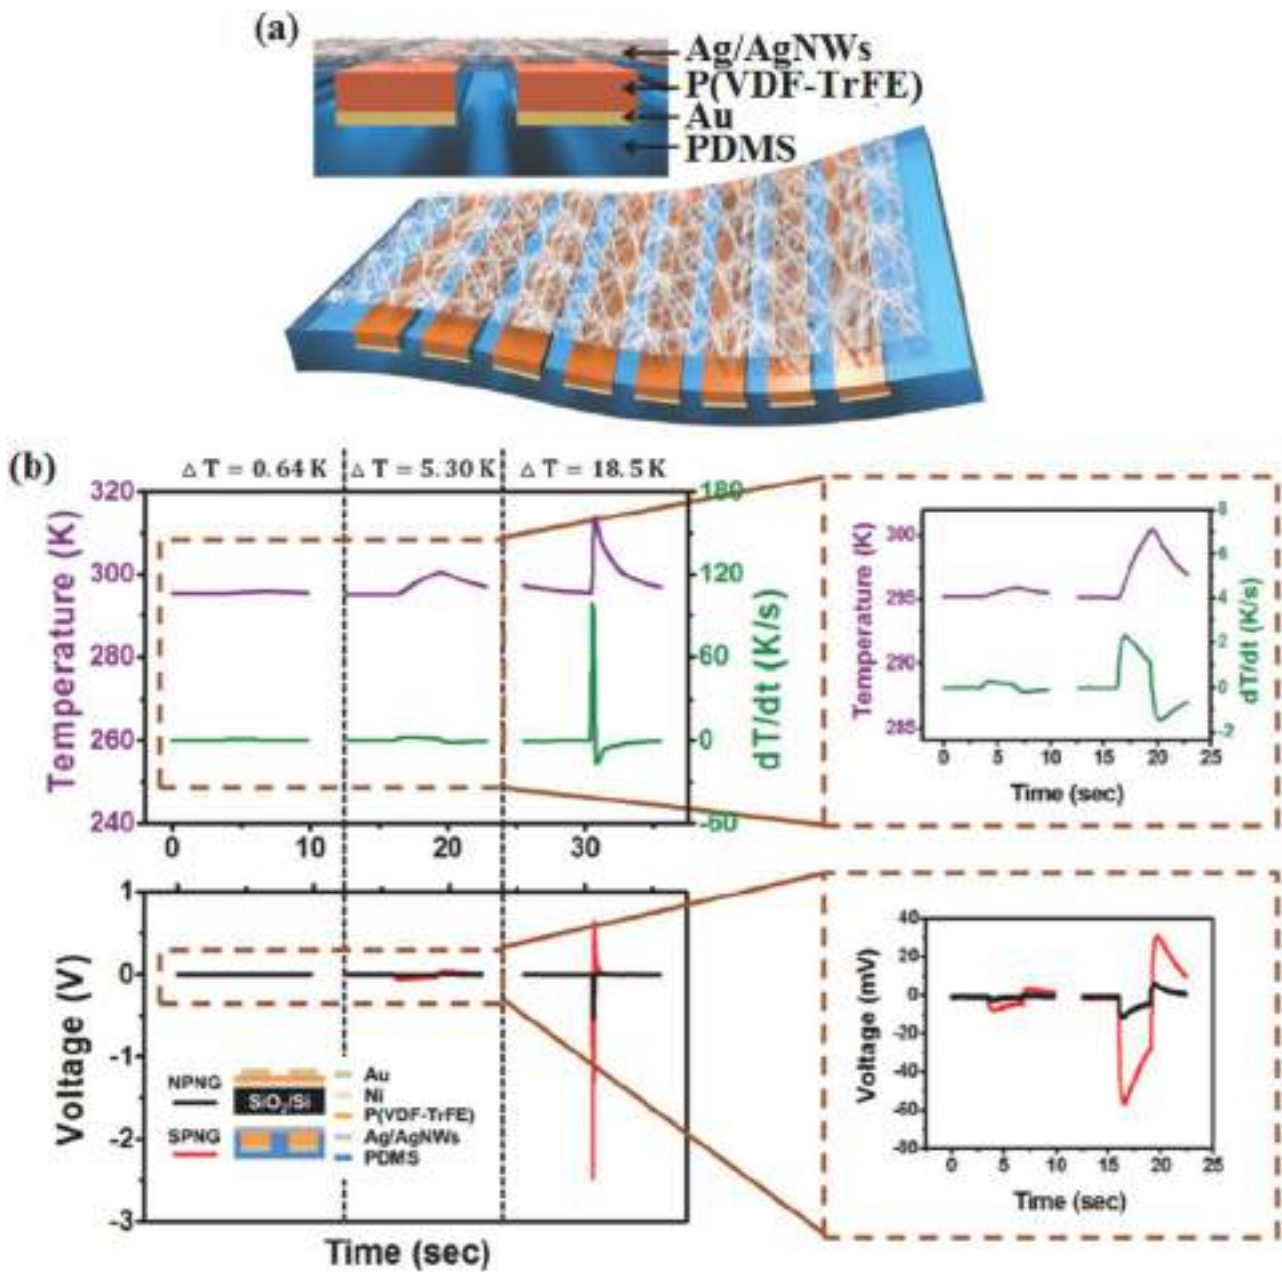 (a)
Ag/AgNWs
P(VDF-TrFE)
Au
PDMS
(b)
△ T = 0.64 K
△ T = 5.30 K
△ T = 18.5 K
320
300
280
260
240
Temperature (K)
180
120
60
0
-60
dT/dt (K/s)
0
10
20
30
300
295
290
285
Temperature (K)
8
6
4
2
0
-2
dT/dt (K/s)
0
5
10
15
20
25
Time (sec)
1
0
-1
-2
-3
Voltage (V)
NPNG
SiO2/Si
Au
Ni
P(VDF-TrFE)
SPNG
Ag/AgNWs
PDMS
Time (sec)
40
20
0
-20
-40
-60
-80
Voltage (mV)
0
5
10
15
20
25
Time (sec)